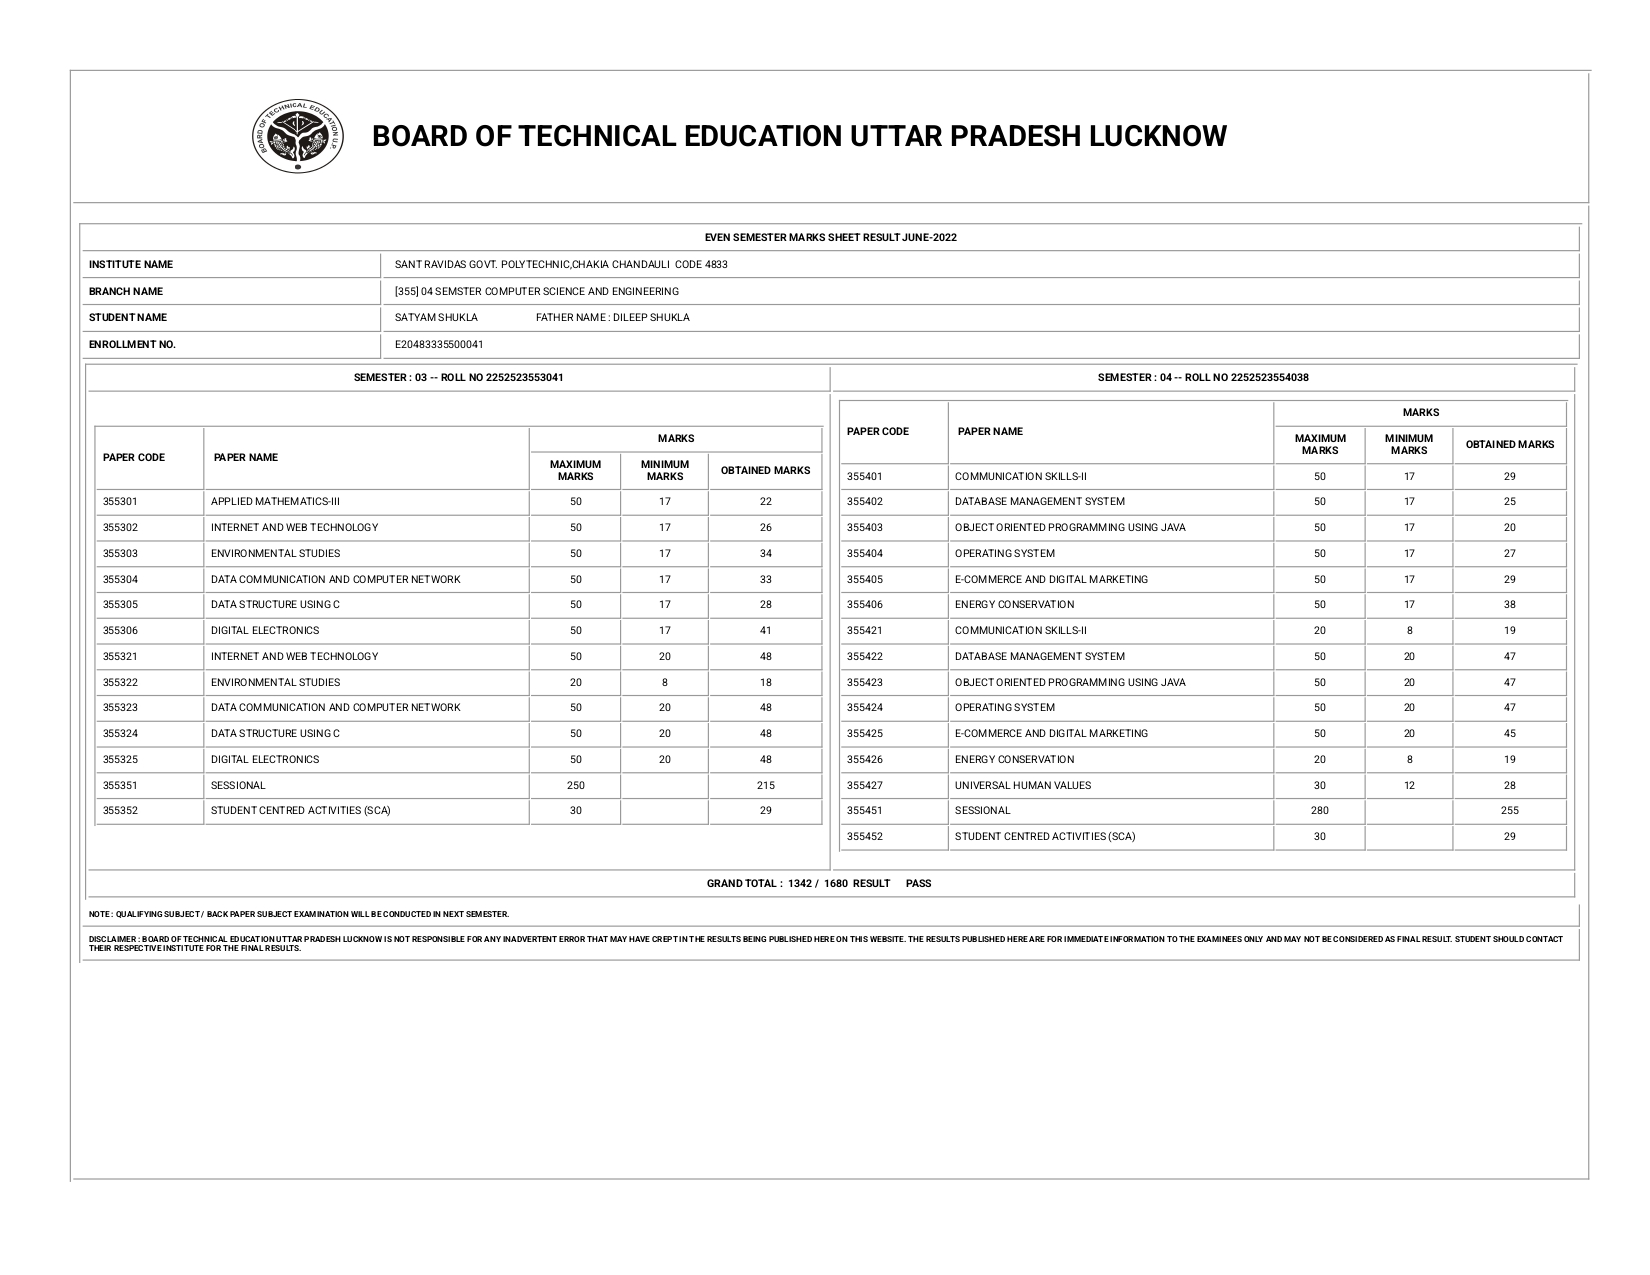 BOARD OF TECHNICAL EDUCATION U.P.
BOARD OF TECHNICAL EDUCATION UTTAR PRADESH LUCKNOW
EVEN SEMESTER MARKS SHEET RESULT JUNE-2022
INSTITUTE NAME SANT RAVIDAS GOVT. POLYTECHNIC,CHAKIA CHANDAULI CODE 4833
BRANCH NAME [355] 04 SEMSTER COMPUTER SCIENCE AND ENGINEERING
STUDENT NAME SATYAM SHUKLA FATHER NAME : DILEEP SHUKLA
ENROLLMENT NO. E20483335500041
SEMESTER : 03 -- ROLL NO 2252523553041
PAPER CODE PAPER NAME MARKS
MAXIMUM MARKS MINIMUM MARKS OBTAINED MARKS
355301 APPLIED MATHEMATICS-III 50 17 22
355302 INTERNET AND WEB TECHNOLOGY 50 17 26
355303 ENVIRONMENTAL STUDIES 50 17 34
355304 DATA COMMUNICATION AND COMPUTER NETWORK 50 17 33
355305 DATA STRUCTURE USING C 50 17 28
355306 DIGITAL ELECTRONICS 50 17 41
355321 INTERNET AND WEB TECHNOLOGY 50 20 48
355322 ENVIRONMENTAL STUDIES 20 8 18
355323 DATA COMMUNICATION AND COMPUTER NETWORK 50 20 48
355324 DATA STRUCTURE USING C 50 20 48
355325 DIGITAL ELECTRONICS 50 20 48
355351 SESSIONAL 250 215
355352 STUDENT CENTRED ACTIVITIES (SCA) 30 29
SEMESTER : 04 -- ROLL NO 2252523554038
PAPER CODE PAPER NAME MARKS
MAXIMUM MARKS MINIMUM MARKS OBTAINED MARKS
355401 COMMUNICATION SKILLS-II 50 17 29
355402 DATABASE MANAGEMENT SYSTEM 50 17 25
355403 OBJECT ORIENTED PROGRAMMING USING JAVA 50 17 20
355404 OPERATING SYSTEM 50 17 27
355405 E-COMMERCE AND DIGITAL MARKETING 50 17 29
355406 ENERGY CONSERVATION 50 17 38
355421 COMMUNICATION SKILLS-II 20 8 19
355422 DATABASE MANAGEMENT SYSTEM 50 20 47
355423 OBJECT ORIENTED PROGRAMMING USING JAVA 50 20 47
355424 OPERATING SYSTEM 50 20 47
355425 E-COMMERCE AND DIGITAL MARKETING 50 20 45
355426 ENERGY CONSERVATION 20 8 19
355427 UNIVERSAL HUMAN VALUES 30 12 28
355451 SESSIONAL 280 255
355452 STUDENT CENTRED ACTIVITIES (SCA) 30 29
GRAND TOTAL : 1342 / 1680 RESULT PASS
NOTE : QUALIFYING SUBJECT / BACK PAPER SUBJECT EXAMINATION WILL BE CONDUCTED IN NEXT SEMESTER.
DISCLAIMER : BOARD OF TECHNICAL EDUCATION UTTAR PRADESH LUCKNOW IS NOT RESPONSIBLE FOR ANY INADVERTENT ERROR THAT MAY HAVE CREPT IN THE RESULTS BEING PUBLISHED HERE ON THIS WEBSITE. THE RESULTS PUBLISHED HERE ARE FOR IMMEDIATE INFORMATION TO THE EXAMINEES ONLY AND MAY NOT BE CONSIDERED AS FINAL RESULT. STUDENT SHOULD CONTACT
THEIR RESPECTIVE INSTITUTE FOR THE FINAL RESULTS.